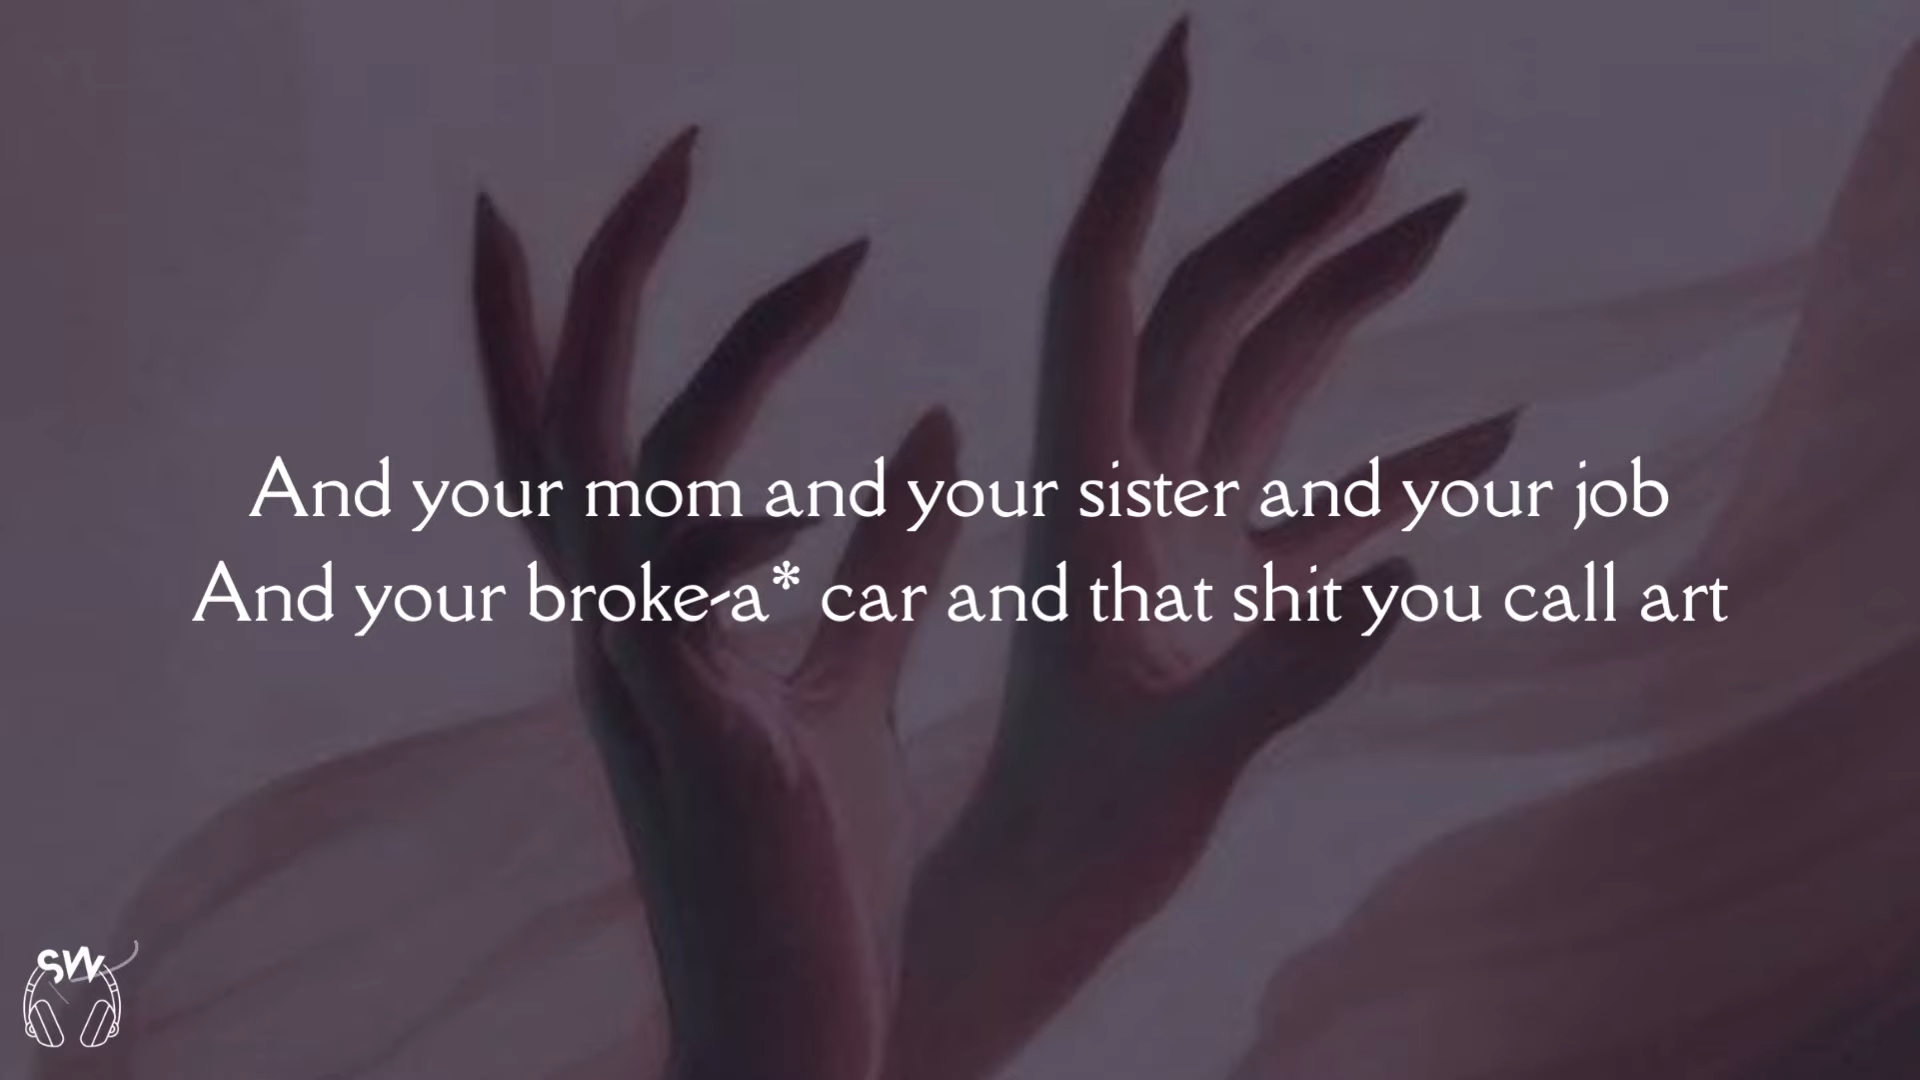 And your mom and your sister and your job
And your broke-a* car and that shit you call art
SW